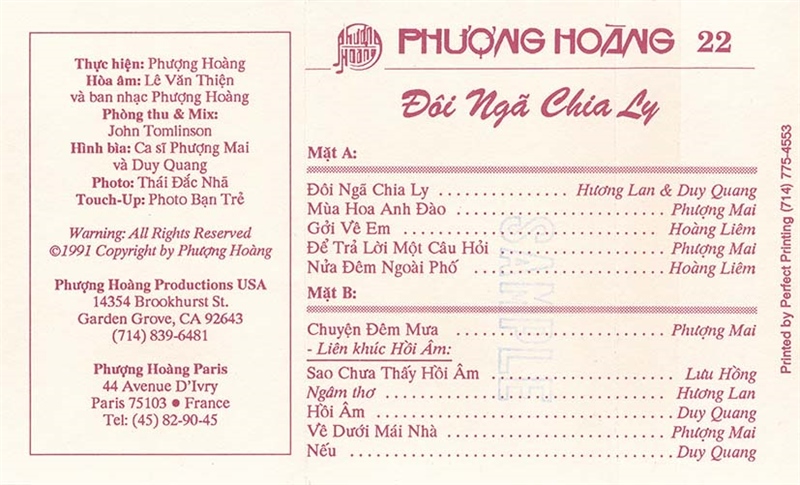 Thực hiện: Phượng Hoàng
Hòa âm: Lê Văn Thiện
và ban nhạc Phượng Hoàng
Phòng thu & Mix:
John Tomlinson
Hình bìa: Ca sĩ Phượng Mai
và Duy Quang
Photo: Thái Đắc Nhã
Touch-Up: Photo Bạn Trẻ
Warning: All Rights Reserved
©1991 Copyright by Phượng Hoàng
Phượng Hoàng Productions USA
14354 Brookhurst St.
Garden Grove, CA 92643
(714) 839-6481
Phượng Hoàng Paris
44 Avenue D'Ivry
Paris 75103 ● France
Tel: (45) 82-90-45
Phượng Hoàng
PHƯỢNG HOÀNG 22
Đôi Ngã Chia Ly
Mặt A:
Đôi Ngã Chia Ly ..................... Hương Lan & Duy Quang
Mùa Hoa Anh Đào ..................... Phượng Mai
Gởi Về Em ..................... Hoàng Liêm
Để Trả Lời Một Câu Hỏi ..................... Phượng Mai
Nửa Đêm Ngoài Phố ..................... Hoàng Liêm
Mặt B:
Chuyện Đêm Mưa ..................... Phượng Mai
- Liên khúc Hồi Âm:
Sao Chưa Thấy Hồi Âm ..................... Lưu Hồng
Ngâm thơ ..................... Hương Lan
Hồi Âm ..................... Duy Quang
Về Dưới Mái Nhà ..................... Phượng Mai
Nếu ..................... Duy Quang
SAMPLE
Printed by Perfect Printing (714) 775-4553